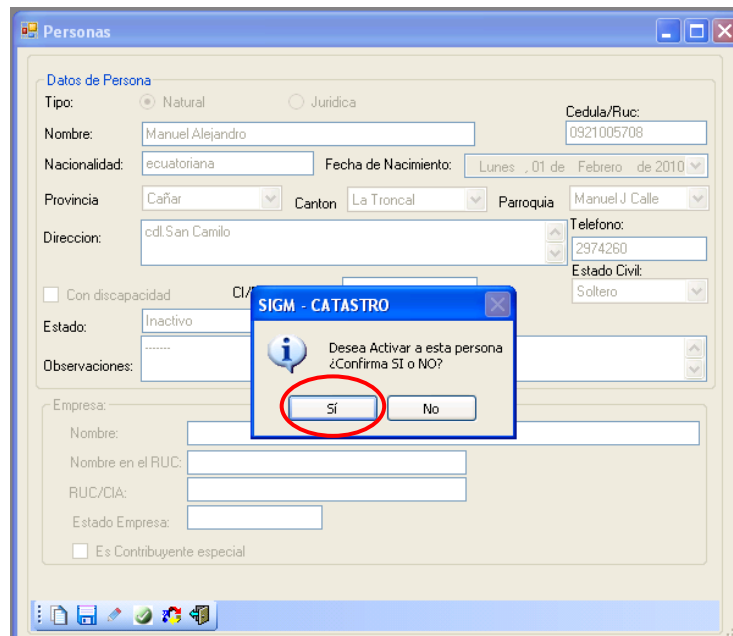 Personas
Datos de Persona
Tipo: Natural Juridica
Cedula/Ruc:
Nombre: Manuel Alejandro 0921005708
Nacionalidad: ecuatoriana Fecha de Nacimiento: Lunes , 01 de Febrero de 2010
Provincia Cañar Canton La Troncal Parroquia Manuel J Calle
Telefono:
Direccion: cdl.San Camilo
2974260
Estado Civil:
Con discapacidad CI/ Soltero
SIGM - CATASTRO
Estado: Inactivo
Desea Activar a esta persona
¿Confirma SI o NO?
Observaciones: -------
Sí No
Empresa:
Nombre:
Nombre en el RUC:
RUC/CIA:
Estado Empresa:
Es Contribuyente especial